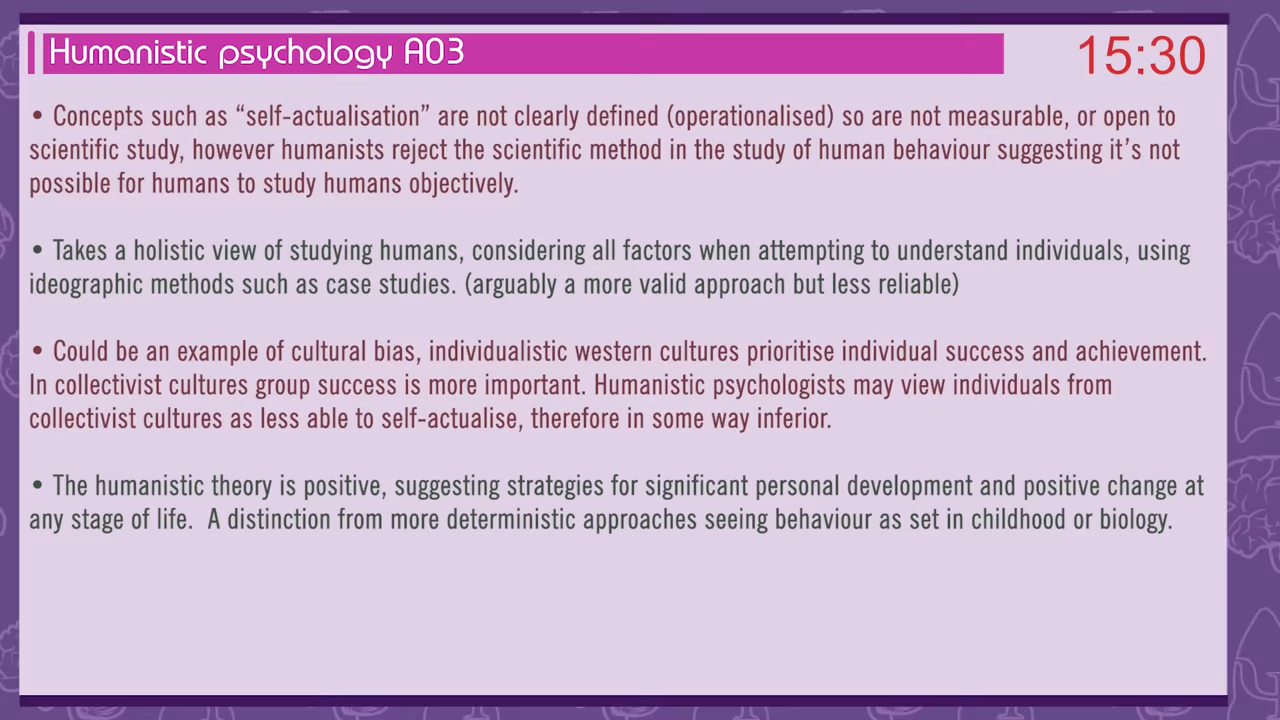 Humanistic psychology AO3
15:30
• Concepts such as “self-actualisation” are not clearly defined (operationalised) so are not measurable, or open to
scientific study, however humanists reject the scientific method in the study of human behaviour suggesting it’s not
possible for humans to study humans objectively.
• Takes a holistic view of studying humans, considering all factors when attempting to understand individuals, using
ideographic methods such as case studies. (arguably a more valid approach but less reliable)
• Could be an example of cultural bias, individualistic western cultures prioritise individual success and achievement.
In collectivist cultures group success is more important. Humanistic psychologists may view individuals from
collectivist cultures as less able to self-actualise, therefore in some way inferior.
• The humanistic theory is positive, suggesting strategies for significant personal development and positive change at
any stage of life.  A distinction from more deterministic approaches seeing behaviour as set in childhood or biology.